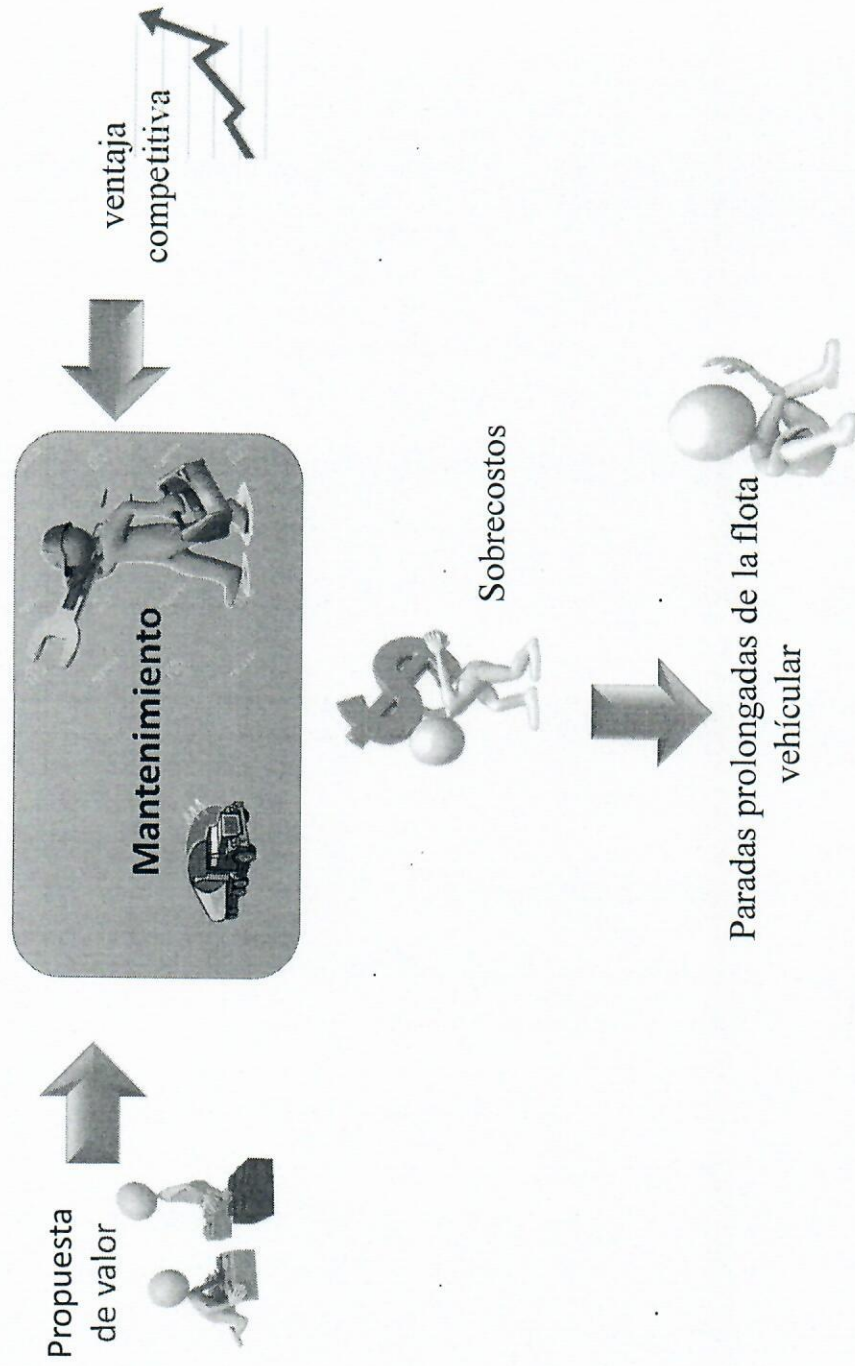 Propuesta
de valor
Mantenimiento
ventaja
competitiva
Sobrecostos
Paradas prolongadas de la flota
vehícular